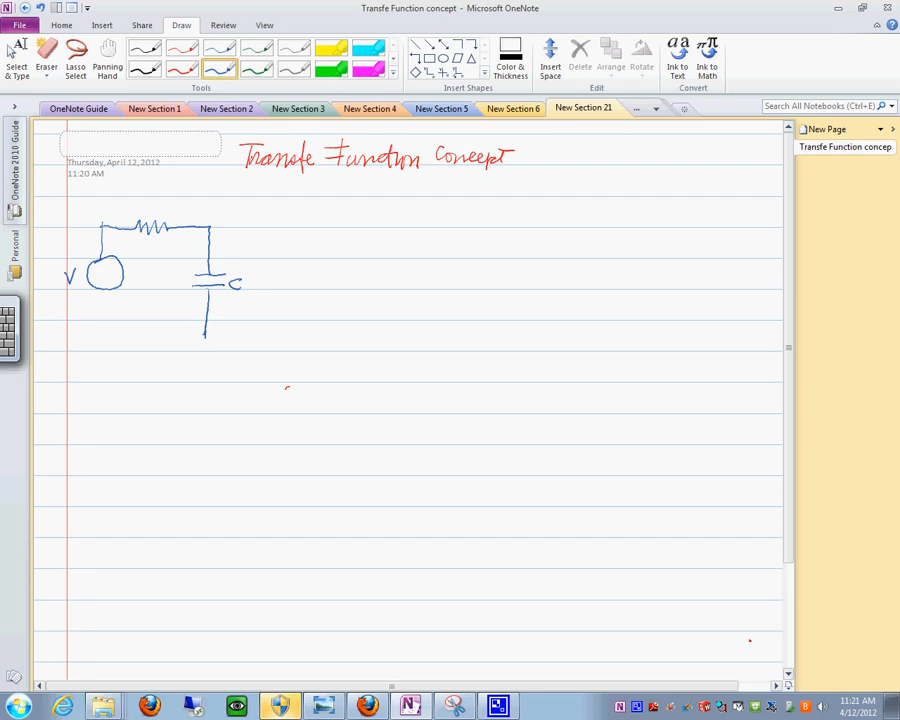 Transfe Function concept - Microsoft OneNote
File Home Insert Share Draw Review View
Select & Type
Eraser
Lasso Select
Panning Hand
Color & Thickness
Insert Space
Delete
Arrange
Rotate
Ink to Text
Ink to Math
Tools
Insert Shapes
Edit
Convert
OneNote Guide New Section 1 New Section 2 New Section 3 New Section 4 New Section 5 New Section 6 New Section 21 ... Search All Notebooks (Ctrl+E)
New Page
Transfe Function concep
OneNote 2010 Guide
Personal
Thursday, April 12, 2012
11:20 AM
Transfe Function Concept
V
C
11:21 AM
4/12/2012